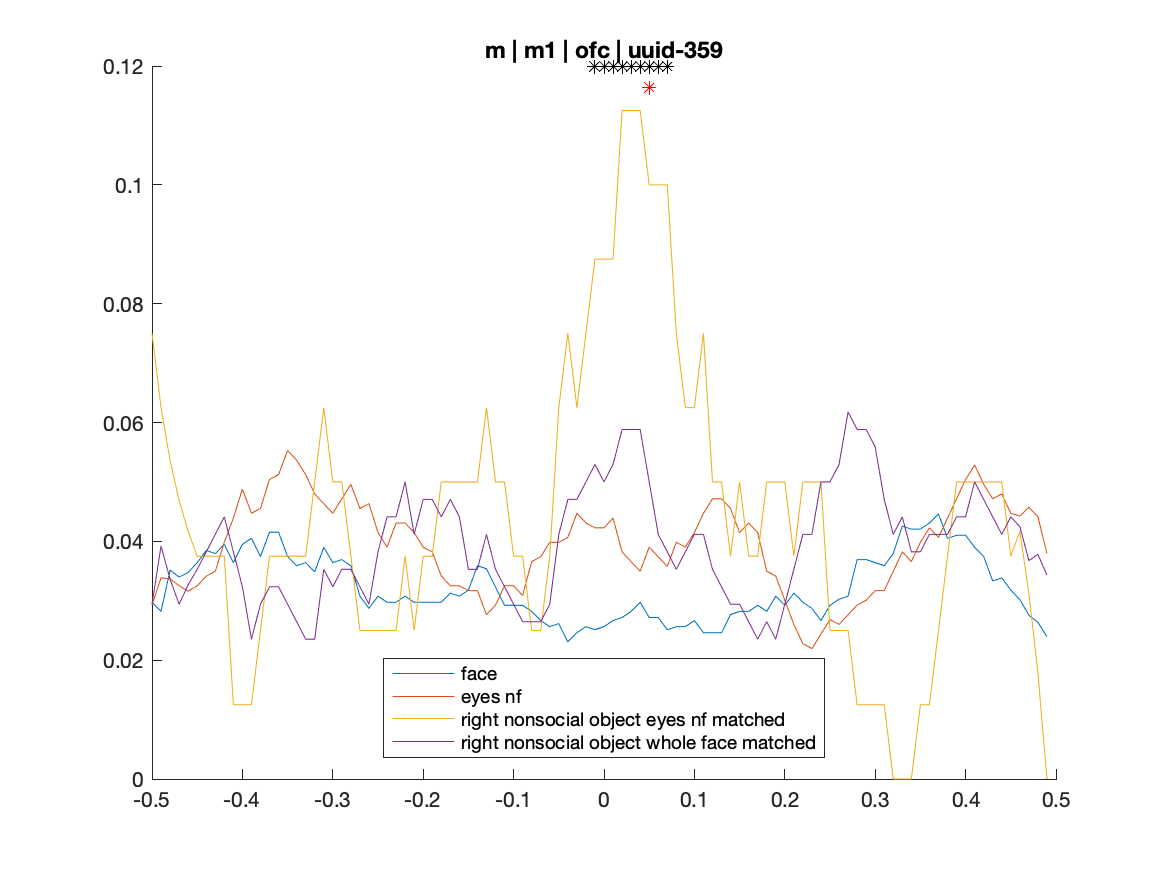 m | m1 | ofc | uuid-359
0.12
0.1
0.08
0.06
0.04
0.02
0
face
eyes nf
right nonsocial object eyes nf matched
right nonsocial object whole face matched
-0.5 -0.4 -0.3 -0.2 -0.1 0 0.1 0.2 0.3 0.4 0.5